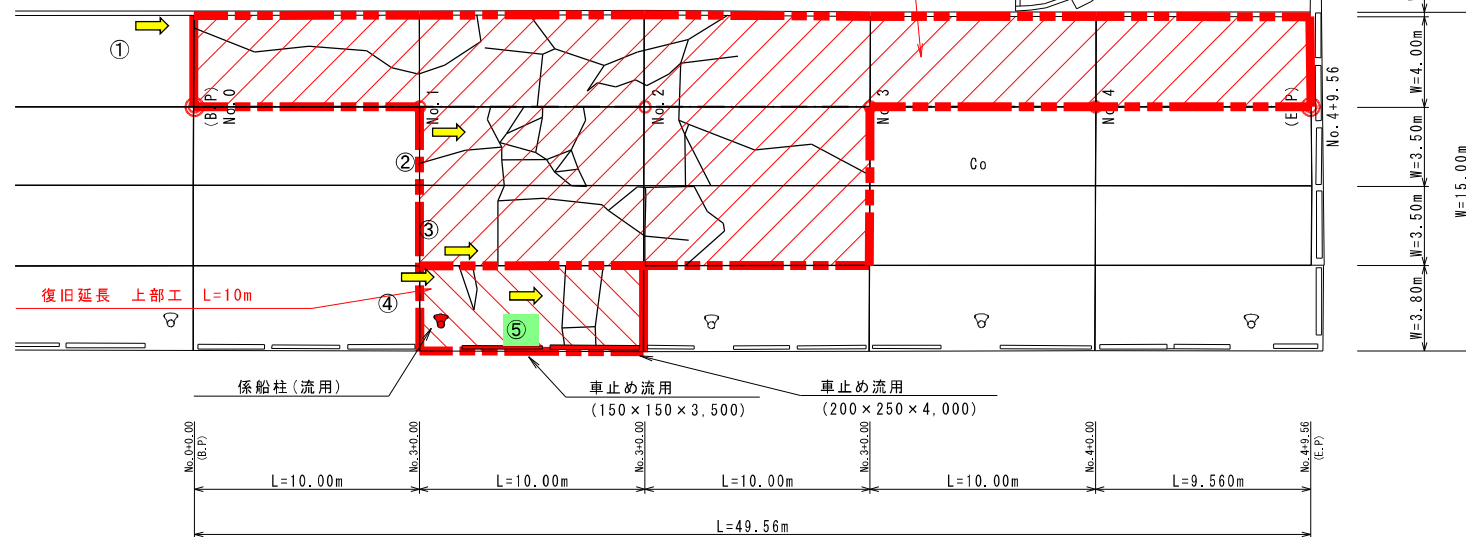 ①
(B.P)
No.0
No.1
No.2
No.3
No.4
(E.P)
No.4+9.56
W=4.00m
W=3.50m
W=3.50m
W=3.80m
W=15.00m
②
Co
③
④
復旧延長 上部工 L=10m
⑤
係船柱(流用)
車止め流用
(150×150×3,500)
車止め流用
(200×250×4,000)
No.0+0.00
(B.P)
No.3+0.00
No.3+0.00
No.3+0.00
No.4+0.00
No.4+9.56
(E.P)
L=10.00m
L=10.00m
L=10.00m
L=10.00m
L=9.560m
L=49.56m